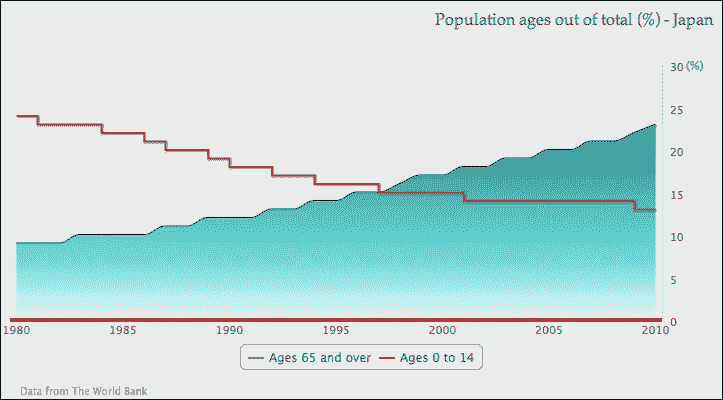 Population ages out of total (%) - Japan
30 (%)
25
20
15
10
5
0
1980 1985 1990 1995 2000 2005 2010
Ages 65 and over Ages 0 to 14
Data from The World Bank